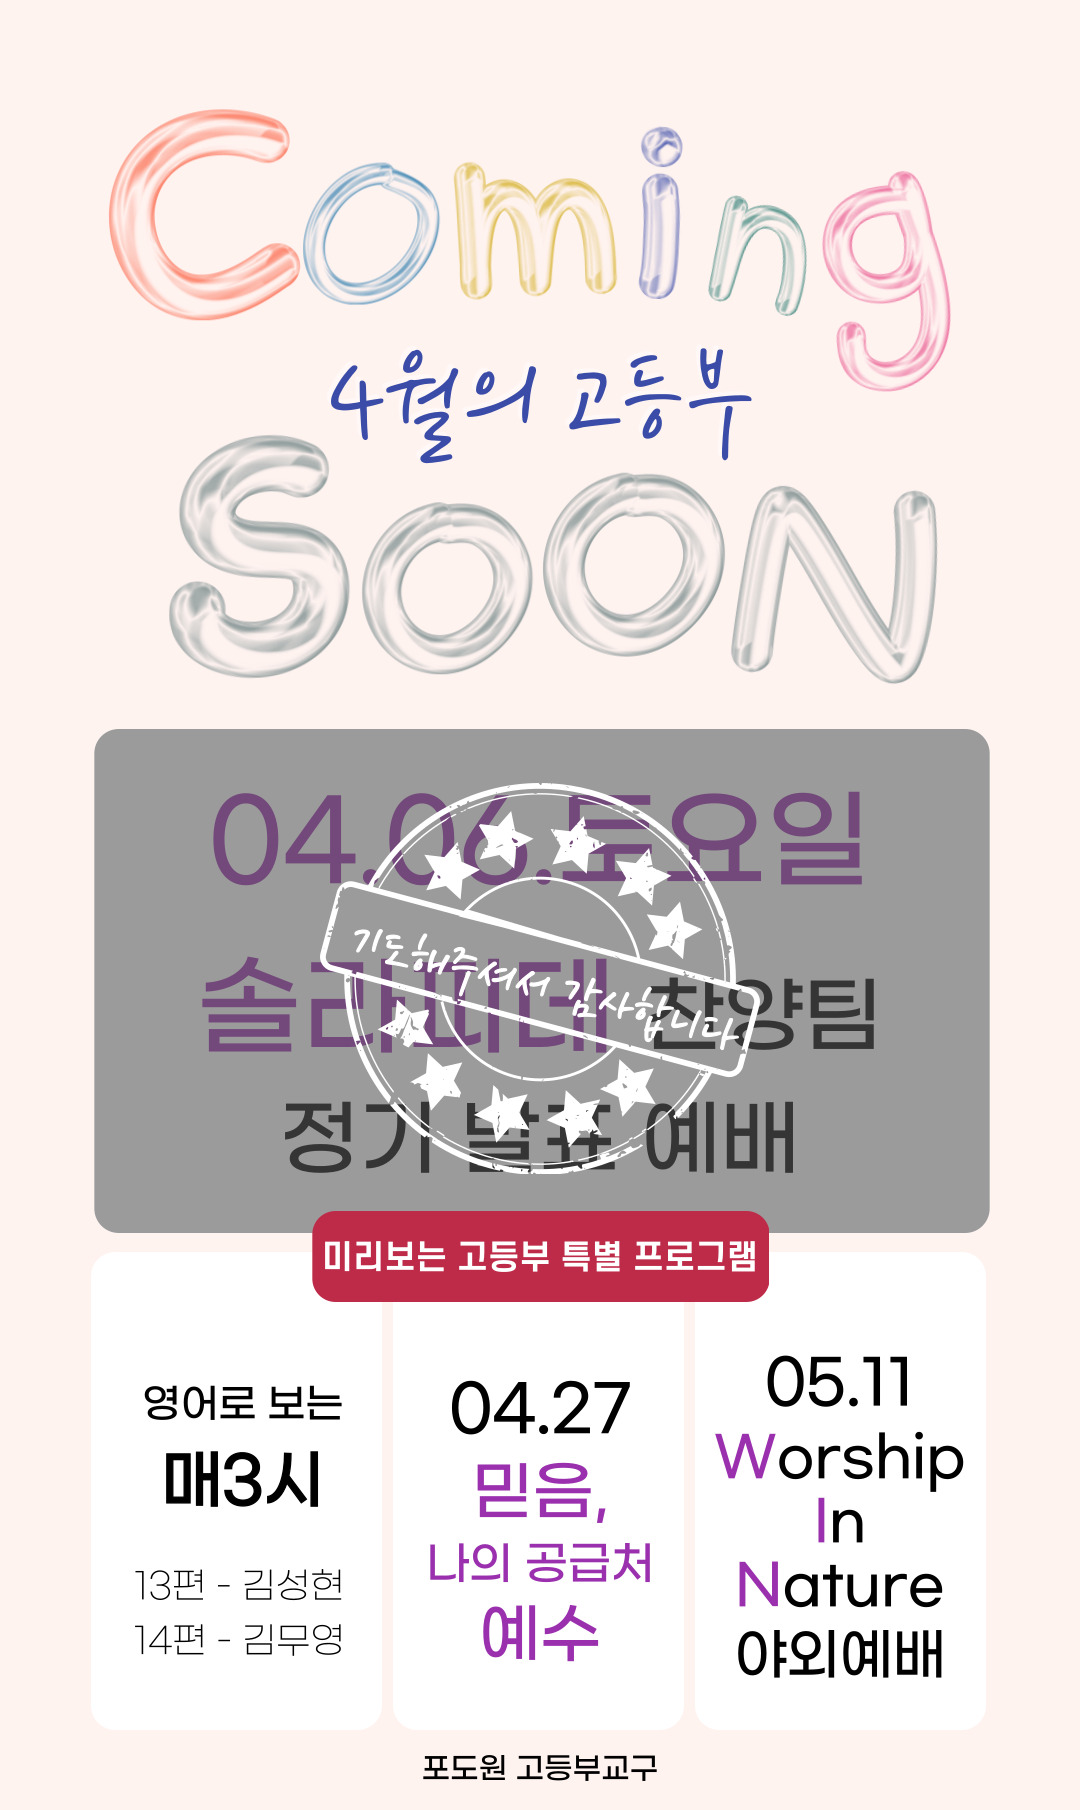 Coming
4월의 고등부
SOON
04.06.토요일
솔라피데 찬양팀
정기 발표 예배
기도해주셔서 감사합니다
미리보는 고등부 특별 프로그램
영어로 보는
매3시
13편 - 김성현
14편 - 김무영
04.27
믿음,
나의 공급처
예수
05.11
Worship
In
Nature
야외예배
포도원 고등부교구